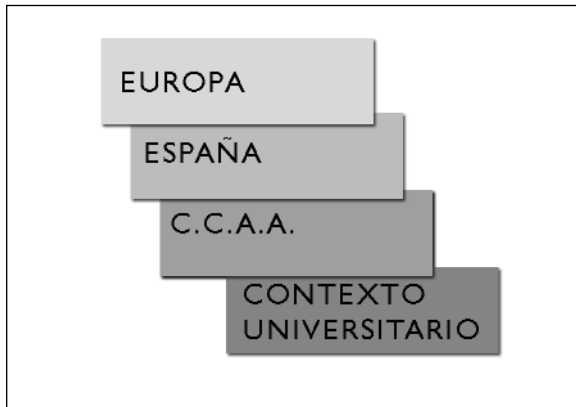 EUROPA
ESPAÑA
C.C.A.A.
CONTEXTO
UNIVERSITARIO